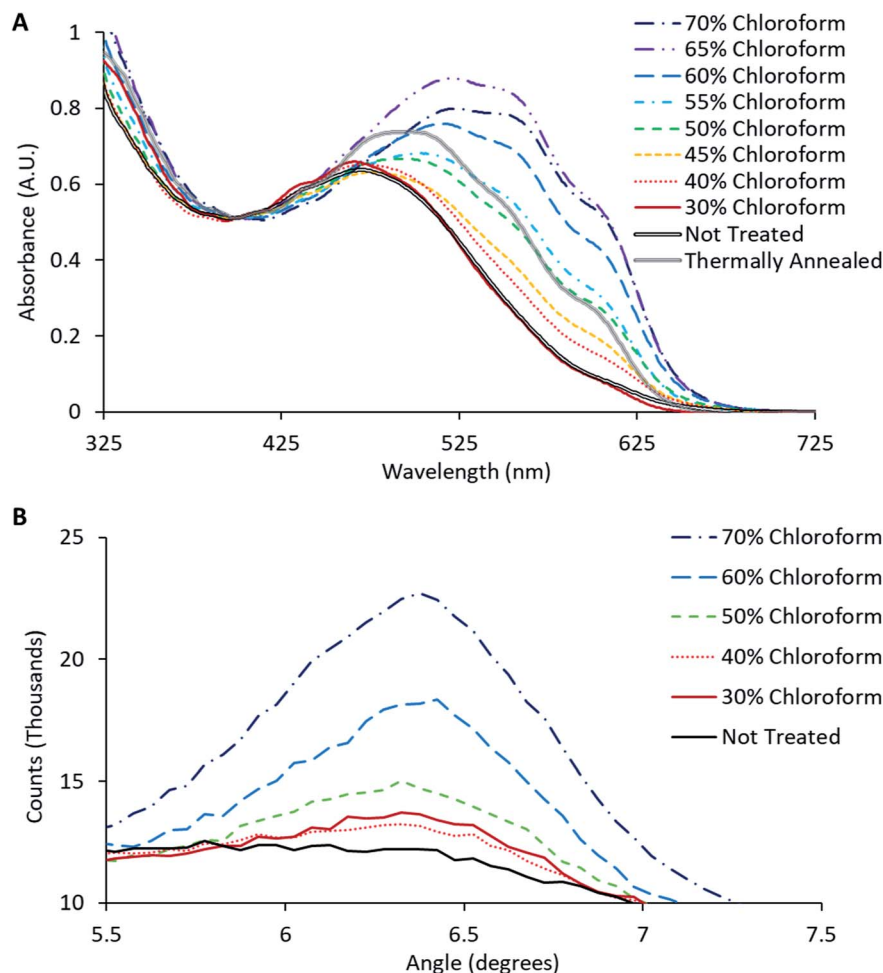 A
1
0.8
0.6
0.4
0.2
0
Absorbance (A.U.)
325
425
525
625
725
Wavelength (nm)
70% Chloroform
65% Chloroform
60% Chloroform
55% Chloroform
50% Chloroform
45% Chloroform
40% Chloroform
30% Chloroform
Not Treated
Thermally Annealed
B
25
20
15
10
Counts (Thousands)
5.5
6
6.5
7
7.5
Angle (degrees)
70% Chloroform
60% Chloroform
50% Chloroform
40% Chloroform
30% Chloroform
Not Treated